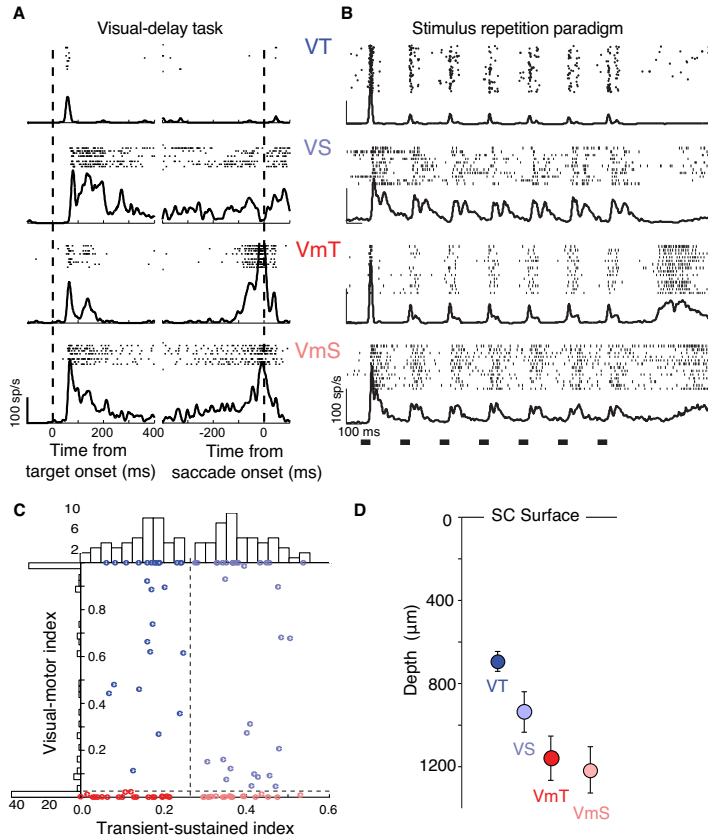 A
Visual-delay task
VT
VS
VmT
VmS
100 sp/s
0 200 400
-400 -200 0
Time from
target onset (ms)
Time from
saccade onset (ms)
B
Stimulus repetition paradigm
100 sp/s
100 ms
C
10
6
2
Visual-motor index
0.8
0.6
0.4
0.2
40 20
0.0 0.2 0.4 0.6
Transient-sustained index
D
SC Surface
0
400
800
1200
Depth (µm)
VT
VS
VmT
VmS